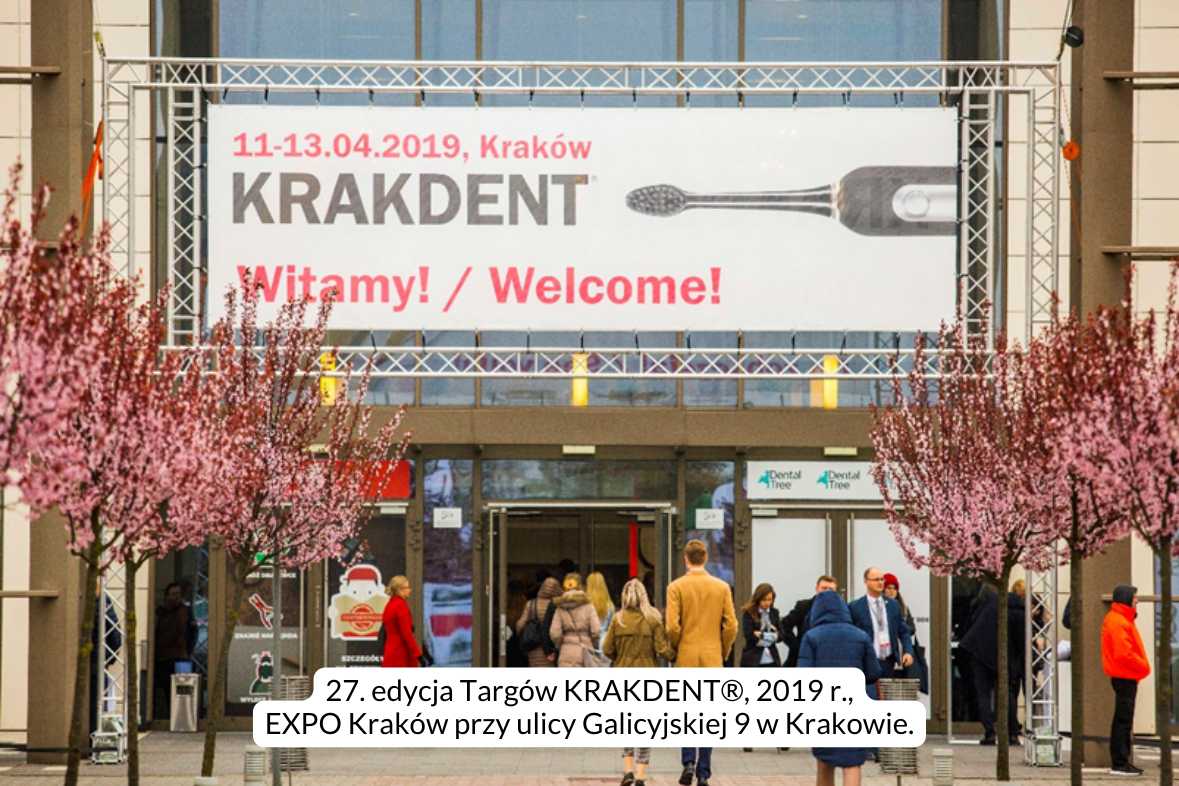 11-13.04.2019, Kraków
KRAKDENT®
Witamy! / Welcome!
Dental Tree
Dental Tree
SZCZEGÓŁY
27. edycja Targów KRAKDENT®, 2019 r.,
EXPO Kraków przy ulicy Galicyjskiej 9 w Krakowie.